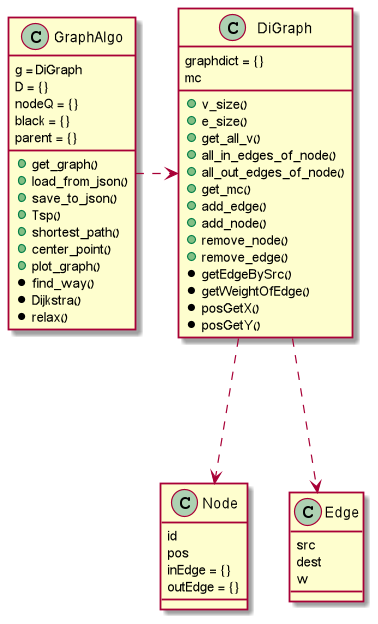 C GraphAlgo
g = DiGraph
D = {}
nodeQ = {}
black = {}
parent = {}
get_graph()
load_from_json()
save_to_json()
Tsp()
shortest_path()
center_point()
plot_graph()
find_way()
Dijkstra()
relax()
C DiGraph
graphdict = {}
mc
v_size()
e_size()
get_all_v()
all_in_edges_of_node()
all_out_edges_of_node()
get_mc()
add_edge()
add_node()
remove_node()
remove_edge()
getEdgeBySrc()
getWeightOfEdge()
posGetX()
posGetY()
C Node
id
pos
inEdge = {}
outEdge = {}
C Edge
src
dest
w